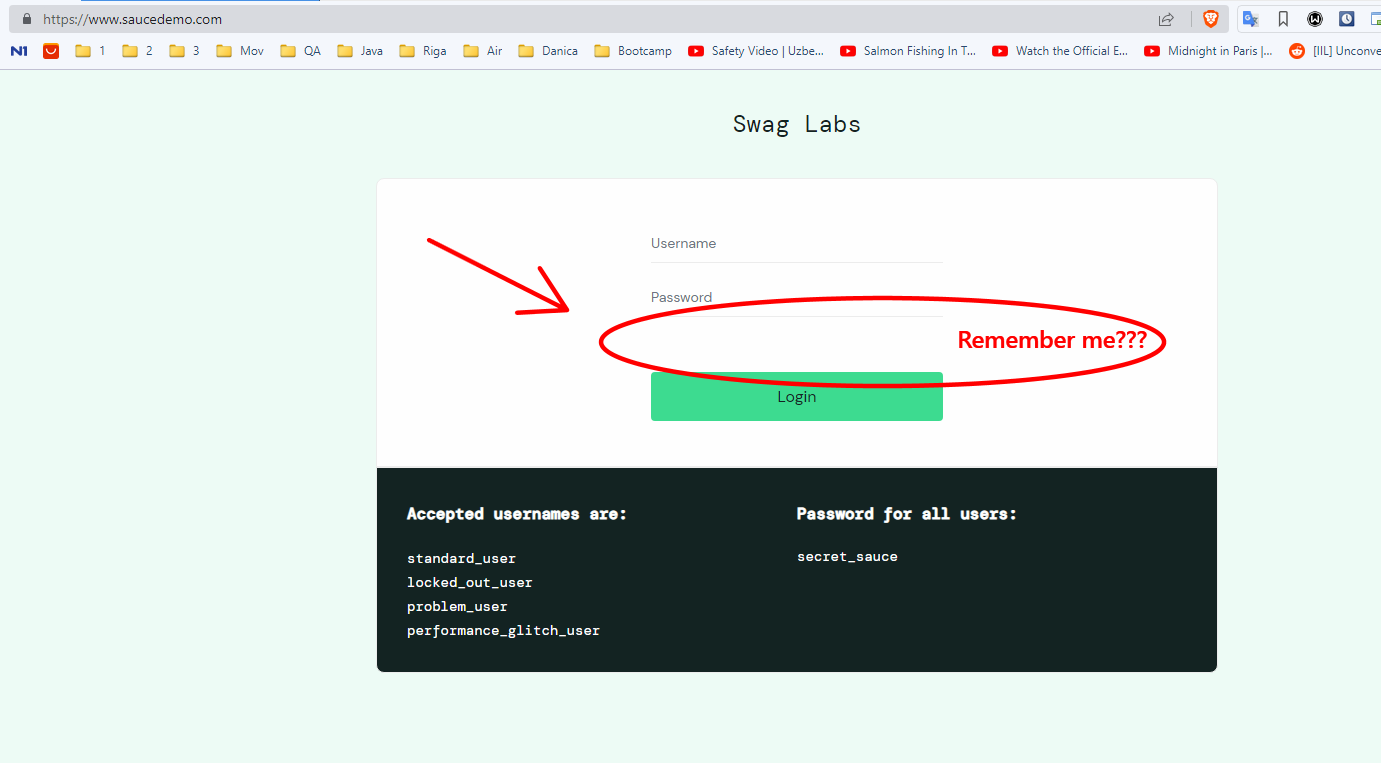 https://www.saucedemo.com
N1 1 2 3 Mov QA Java Riga Air Danica Bootcamp Safety Video | Uzbe... Salmon Fishing In T... Watch the Official E... Midnight in Paris |... [IIL] Unconve
Swag Labs
Username
Password
Remember me???
Login
Accepted usernames are:
standard_user
locked_out_user
problem_user
performance_glitch_user
Password for all users:
secret_sauce